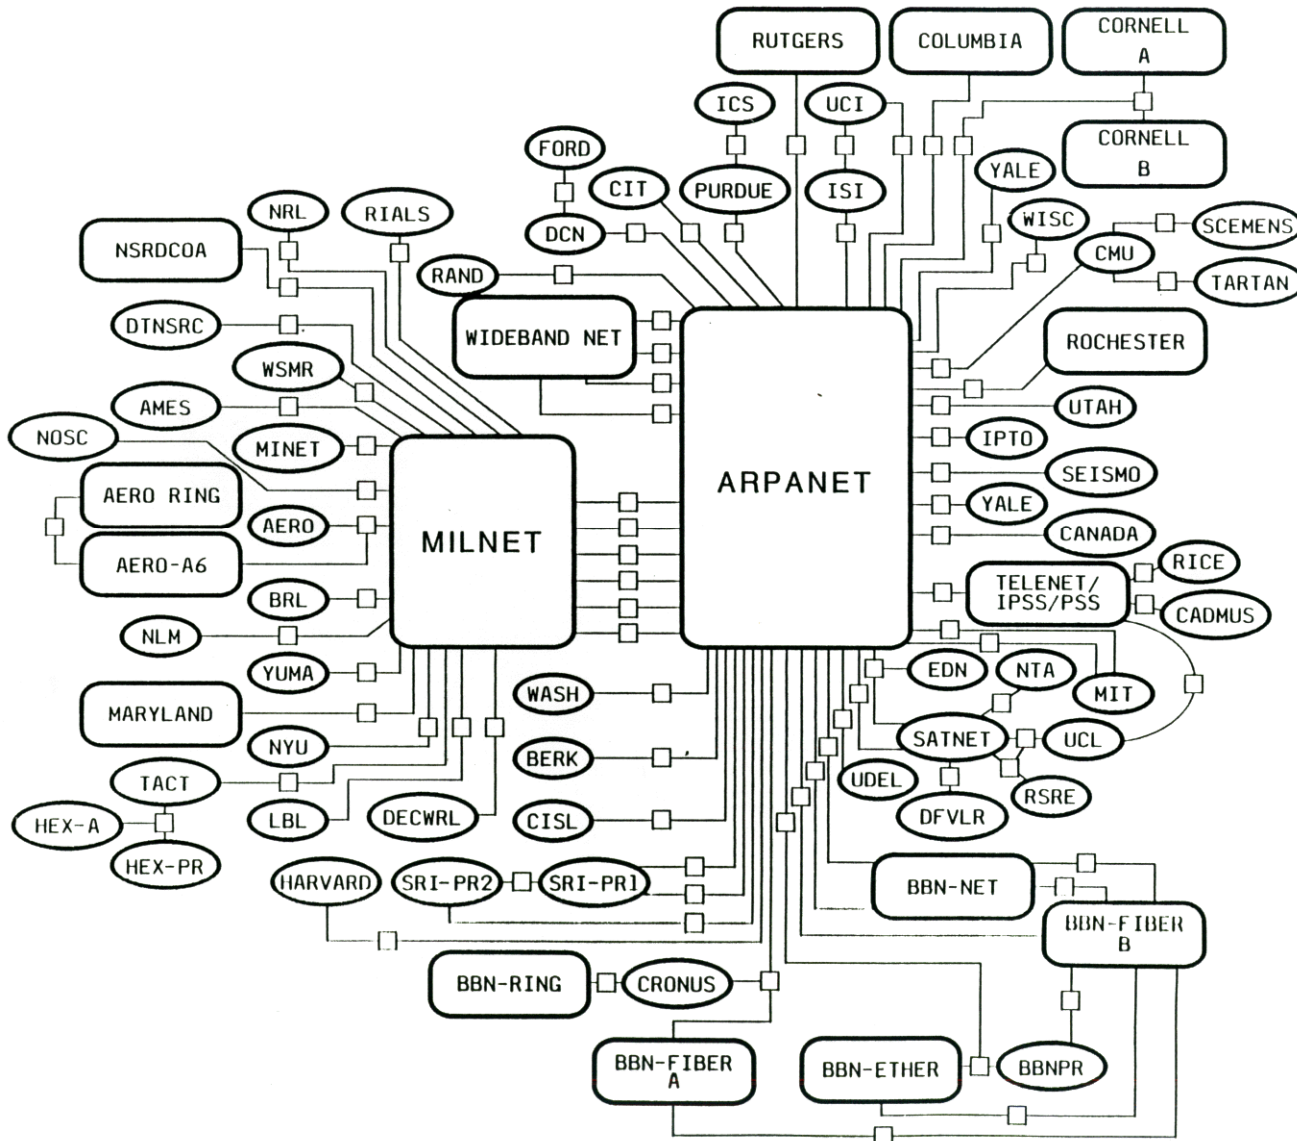 RUTGERS
COLUMBIA
CORNELL
A
ICS
UCI
CORNELL
B
FORD
CIT
PURDUE
ISI
YALE
NRL
RIALS
DCN
WISC
SCEMENS
NSRDCOA
CMU
RAND
TARTAN
DTNSRC
WIDEBAND NET
ROCHESTER
WSMR
AMES
UTAH
NOSC
MINET
IPTO
AERO RING
ARPANET
SEISMO
AERO
YALE
MILNET
CANADA
AERO-A6
RICE
TELENET/
IPSS/PSS
BRL
CADMUS
NLM
YUMA
EDN
NTA
WASH
MIT
MARYLAND
NYU
SATNET
UCL
BERK
TACT
UDEL
RSRE
HEX-A
LBL
DECWRL
CISL
DFVLR
HEX-PR
HARVARD
SRI-PR2
SRI-PR1
BBN-NET
BBN-FIBER
B
BBN-RING
CRONUS
BBN-FIBER
A
BBN-ETHER
BBNPR